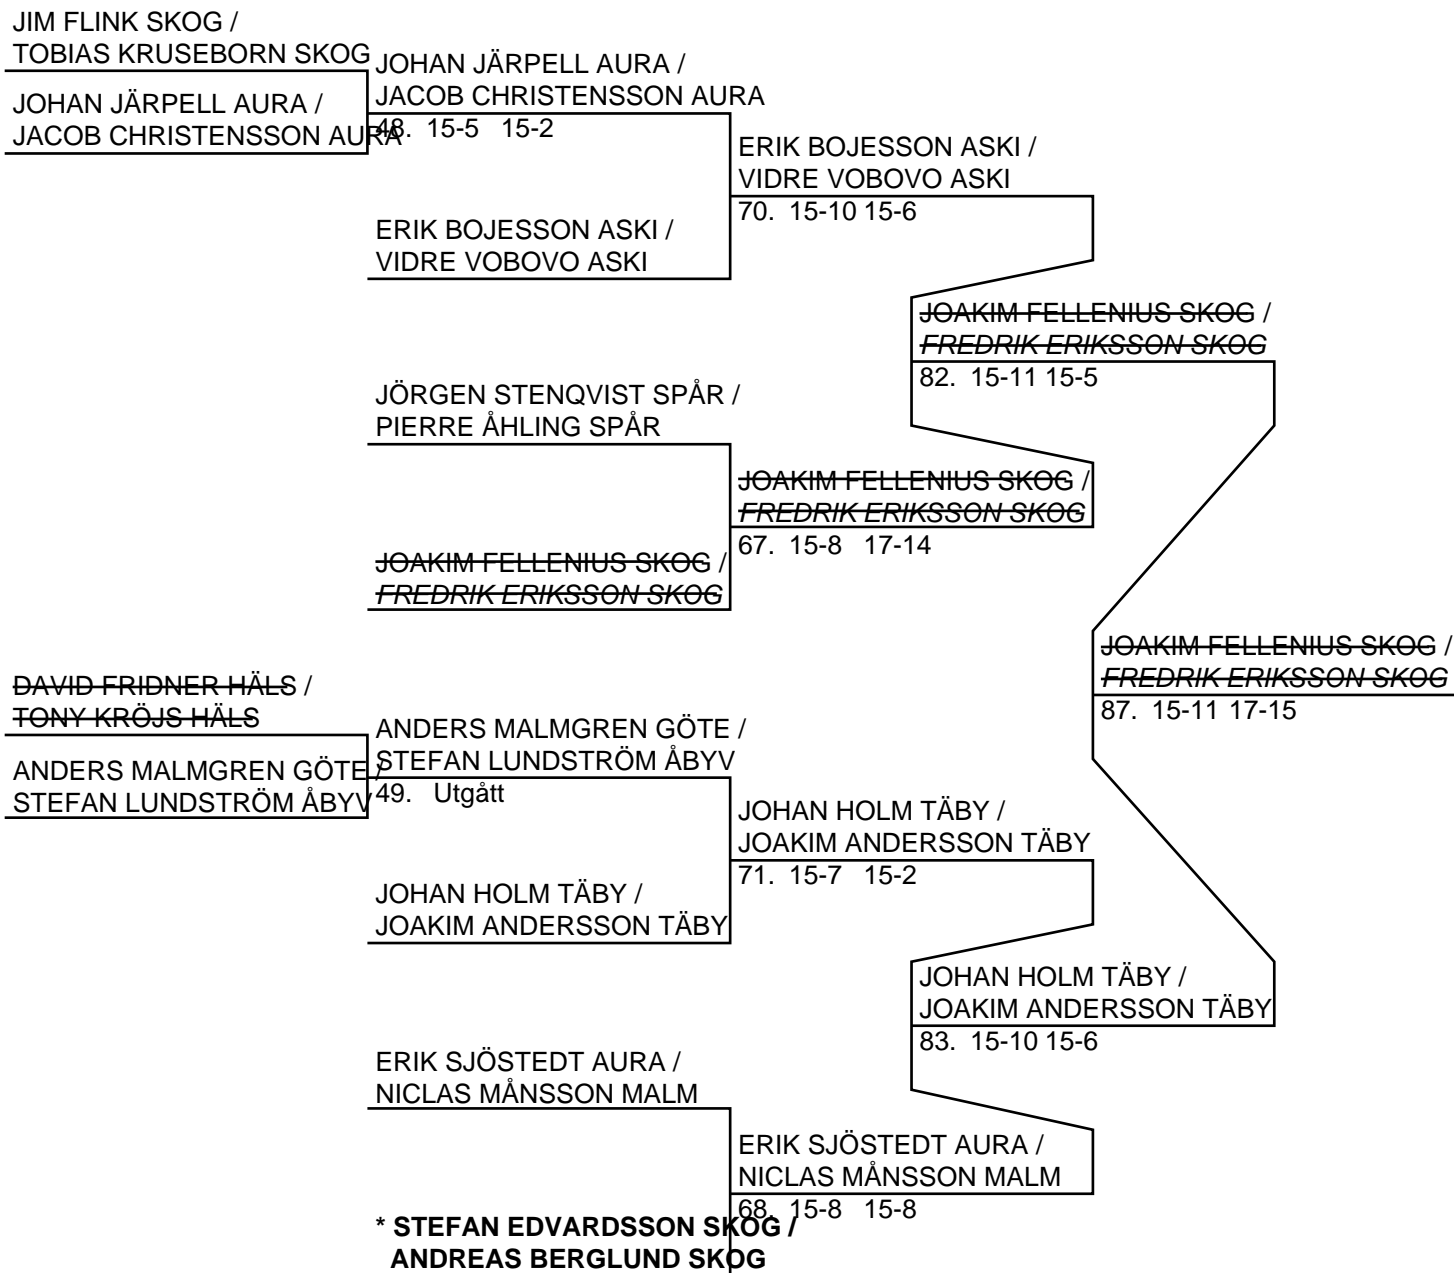 JIM FLINK SKOG /
TOBIAS KRUSEBORN SKOG
JOHAN JÄRPELL AURA /
JACOB CHRISTENSSON AURA
JOHAN JÄRPELL AURA /
JACOB CHRISTENSSON AURA
48. 15-5 15-2
ERIK BOJESSON ASKI /
VIDRE VOBOVO ASKI
ERIK BOJESSON ASKI /
VIDRE VOBOVO ASKI
70. 15-10 15-6
JÖRGEN STENQVIST SPÅR /
PIERRE ÅHLING SPÅR
JOAKIM FELLENIUS SKOG /
FREDRIK ERIKSSON SKOG
JOAKIM FELLENIUS SKOG /
FREDRIK ERIKSSON SKOG
67. 15-8 17-14
JOAKIM FELLENIUS SKOG /
FREDRIK ERIKSSON SKOG
82. 15-11 15-5
DAVID FRIDNER HÄLS /
TONY KRÖJS HÄLS
ANDERS MALMGREN GÖTE /
STEFAN LUNDSTRÖM ÅBYV
ANDERS MALMGREN GÖTE /
STEFAN LUNDSTRÖM ÅBYV
49. Utgått
JOHAN HOLM TÄBY /
JOAKIM ANDERSSON TÄBY
JOHAN HOLM TÄBY /
JOAKIM ANDERSSON TÄBY
71. 15-7 15-2
ERIK SJÖSTEDT AURA /
NICLAS MÅNSSON MALM
* STEFAN EDVARDSSON SKOG /
ANDREAS BERGLUND SKOG
ERIK SJÖSTEDT AURA /
NICLAS MÅNSSON MALM
68. 15-8 15-8
JOHAN HOLM TÄBY /
JOAKIM ANDERSSON TÄBY
83. 15-10 15-6
JOAKIM FELLENIUS SKOG /
FREDRIK ERIKSSON SKOG
87. 15-11 17-15